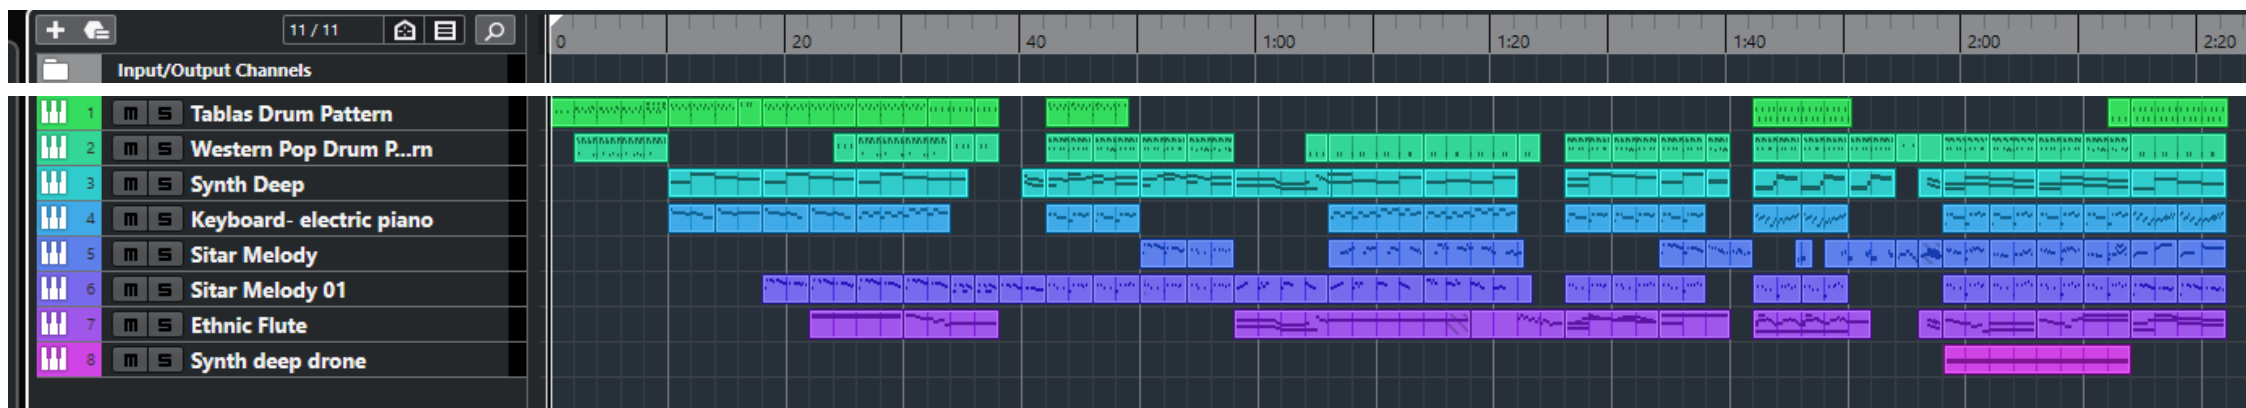 11 / 11
0 20 40 1:00 1:20 1:40 2:00 2:20
Input/Output Channels
1 m S Tablas Drum Pattern
2 m S Western Pop Drum P...rn
3 m S Synth Deep
4 m S Keyboard- electric piano
5 m S Sitar Melody
6 m S Sitar Melody 01
7 m S Ethnic Flute
8 m S Synth deep drone